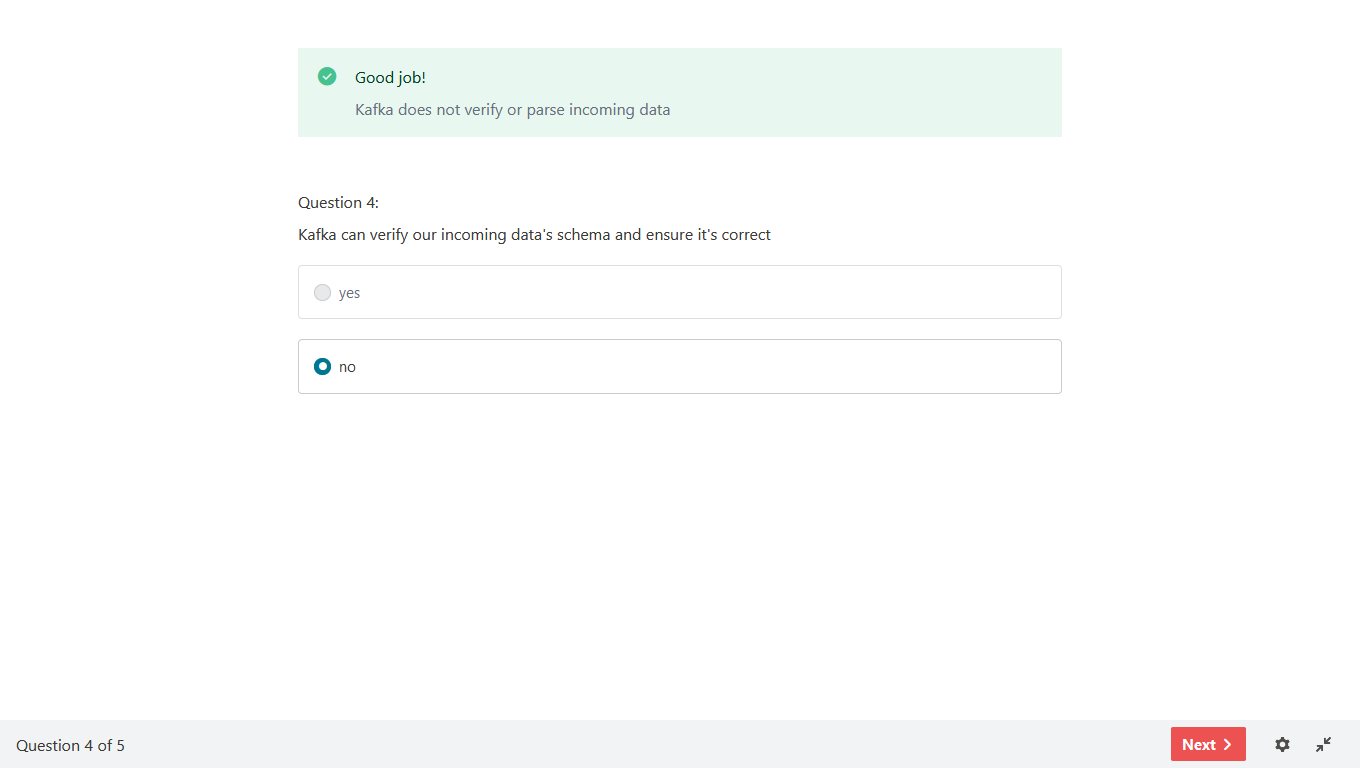 Good job!
Kafka does not verify or parse incoming data
Question 4:
Kafka can verify our incoming data's schema and ensure it's correct
yes
no
Question 4 of 5
Next